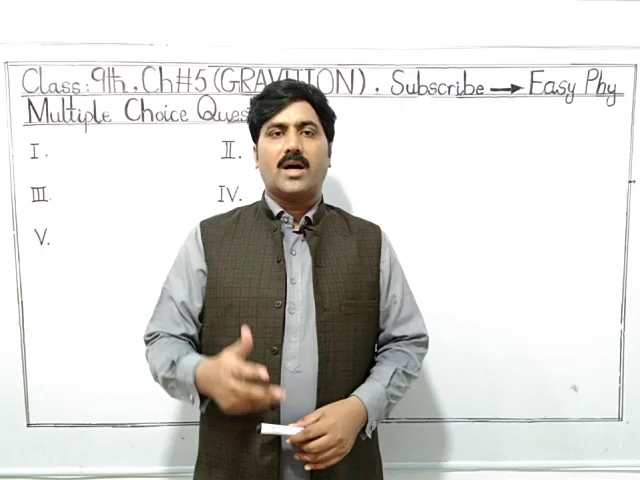 Class: 9th, Ch#5 (GRAVITION). Subscribe → Easy Phy
Multiple Choice Ques
I. II.
III. IV.
V.